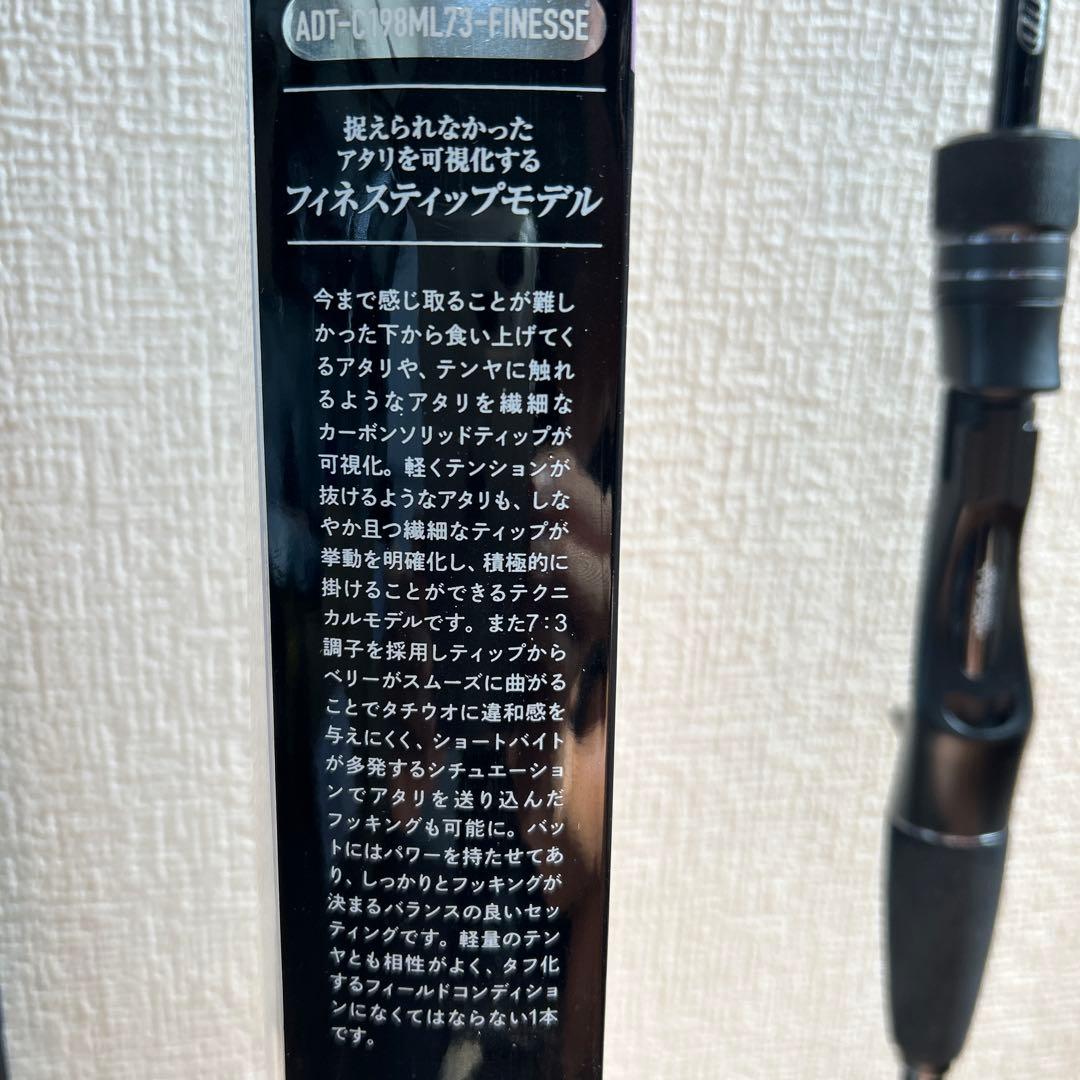 ADT-C198ML73-FINESSE
捉えられなかった
アタリを可視化する
フィネスティップモデル
今まで感じ取ることが難し
かった下から食い上げてく
るアタリや、テンヤに触れ
るようなアタリを繊細な
カーボンソリッドティップが
可視化。軽くテンションが
抜けるようなアタリも、しな
やか且つ繊細なティップが
挙動を明確化し、積極的に
掛けることができるテクニ
カルモデルです。また7:3
調子を採用しティップから
ベリーがスムーズに曲がる
ことでタチウオに違和感を
与えにくく、ショートバイト
が多発するシチュエーショ
ンでアタリを送り込んだ
フッキングも可能に。バッ
トにはパワーを持たせてあ
り、しっかりとフッキングが
決まるバランスの良いセッ
ティングです。軽量のテン
ヤとも相性がよく、タフ化
するフィールドコンディショ
ンになくてはならない1本
です。